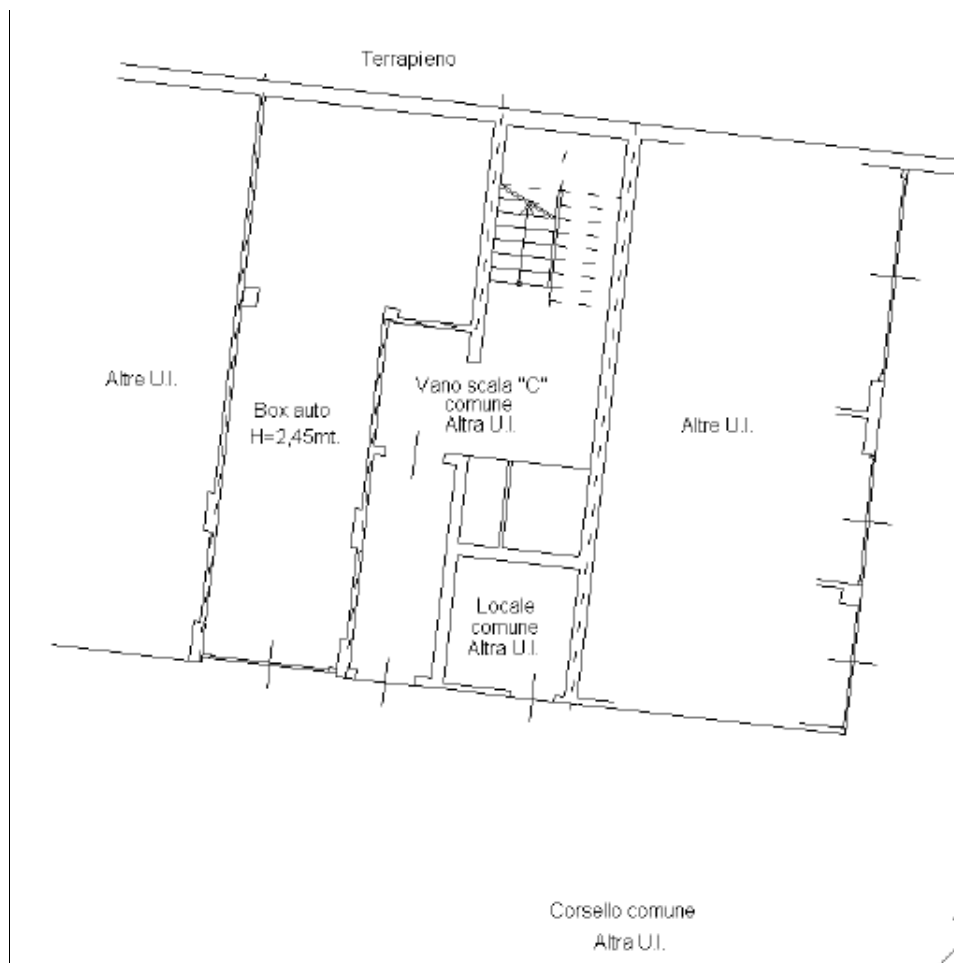 Terrapieno
Altre U.I.
Box auto
H=2,45mt.
Vano scala "C"
comune
Altra U.I.
Altre U.I.
Locale
comune
Altra U.I.
Corsello comune
Altra U.I.